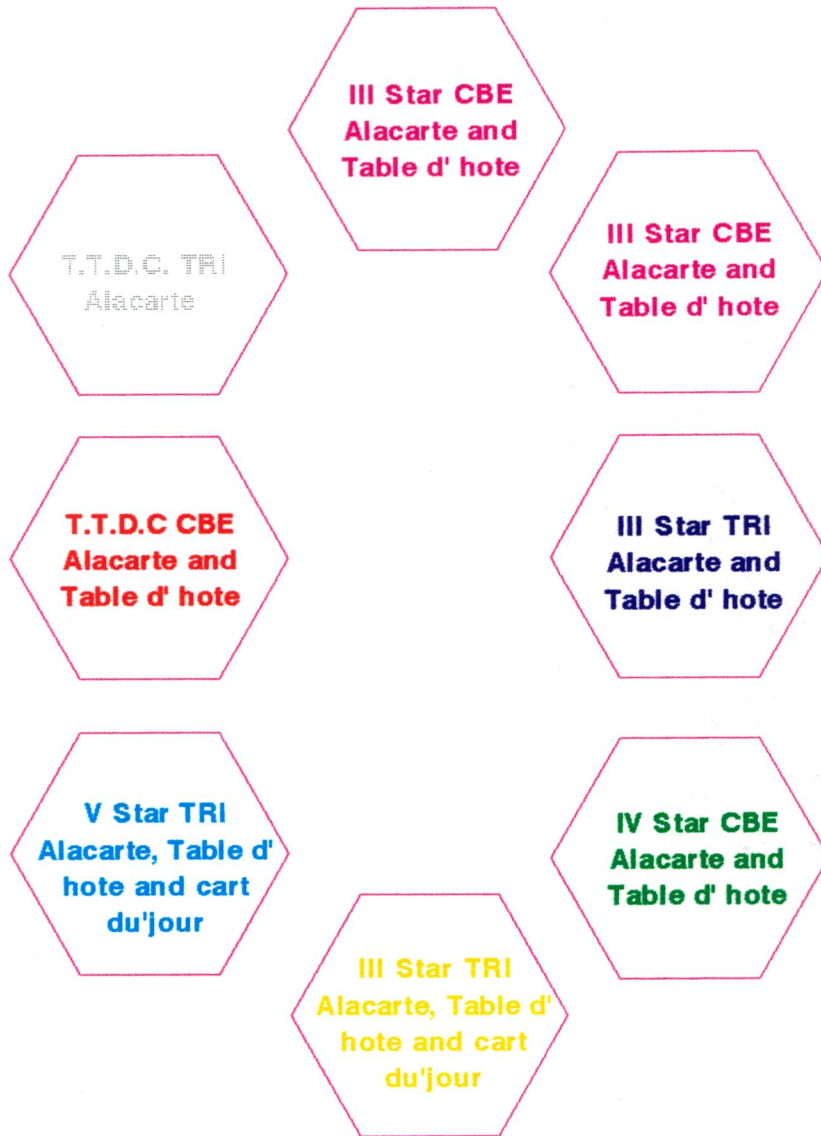 III Star CBE
Alacarte and
Table d' hote
III Star CBE
Alacarte and
Table d' hote
T.T.D.C. TRI
Alacarte
T.T.D.C CBE
Alacarte and
Table d' hote
III Star TRI
Alacarte and
Table d' hote
V Star TRI
Alacarte, Table d'
hote and cart
du'jour
IV Star CBE
Alacarte and
Table d' hote
III Star TRI
Alacarte, Table d'
hote and cart
du'jour